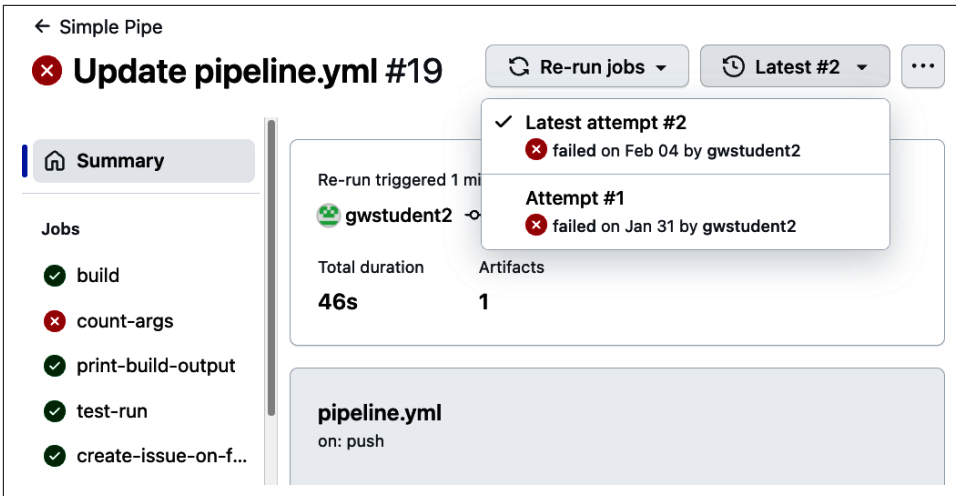 ← Simple Pipe
Update pipeline.yml #19
Re-run jobs
Latest #2
...
Latest attempt #2
failed on Feb 04 by gwstudent2
Attempt #1
failed on Jan 31 by gwstudent2
Summary
Jobs
build
count-args
print-build-output
test-run
create-issue-on-f...
Re-run triggered 1 mi
gwstudent2
Total duration
Artifacts
46s
1
pipeline.yml
on: push